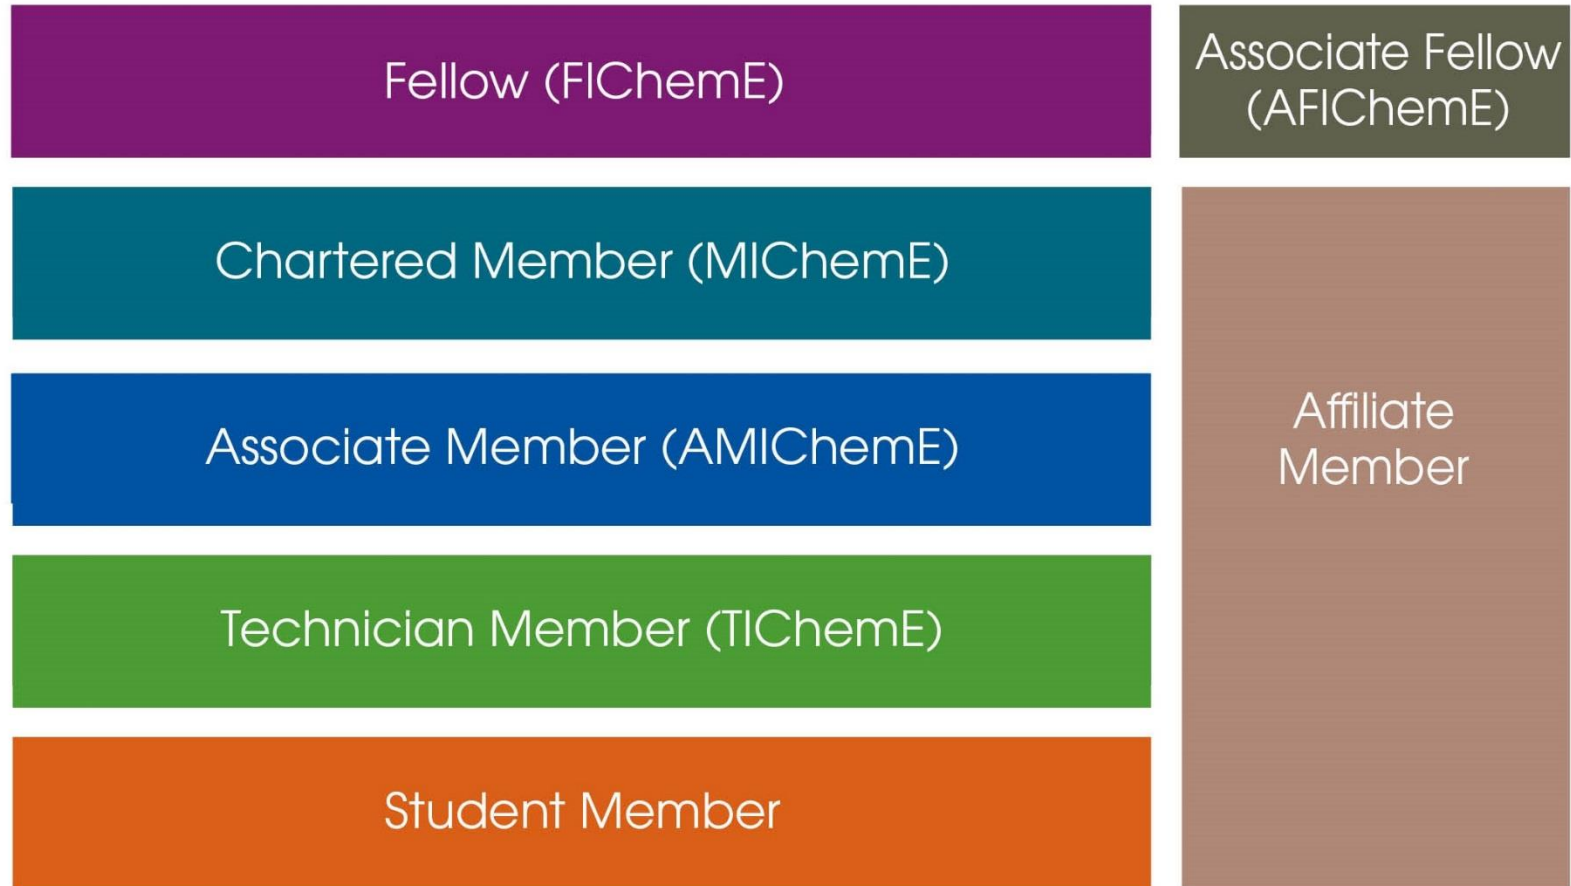 Fellow (FIChemE)
Associate Fellow
(AFIChemE)
Chartered Member (MIChemE)
Associate Member (AMIChemE)
Affiliate
Member
Technician Member (TIChemE)
Student Member